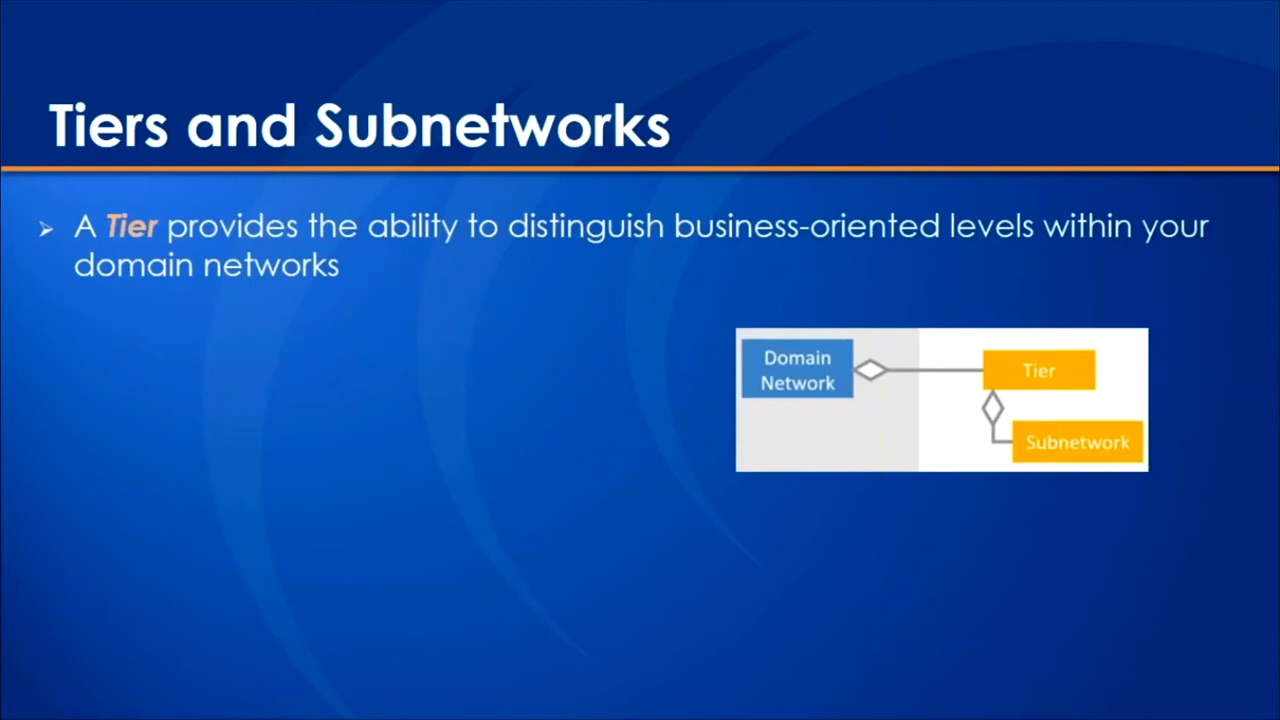 Tiers and Subnetworks
A Tier provides the ability to distinguish business-oriented levels within your
domain networks
Domain
Network
Tier
Subnetwork